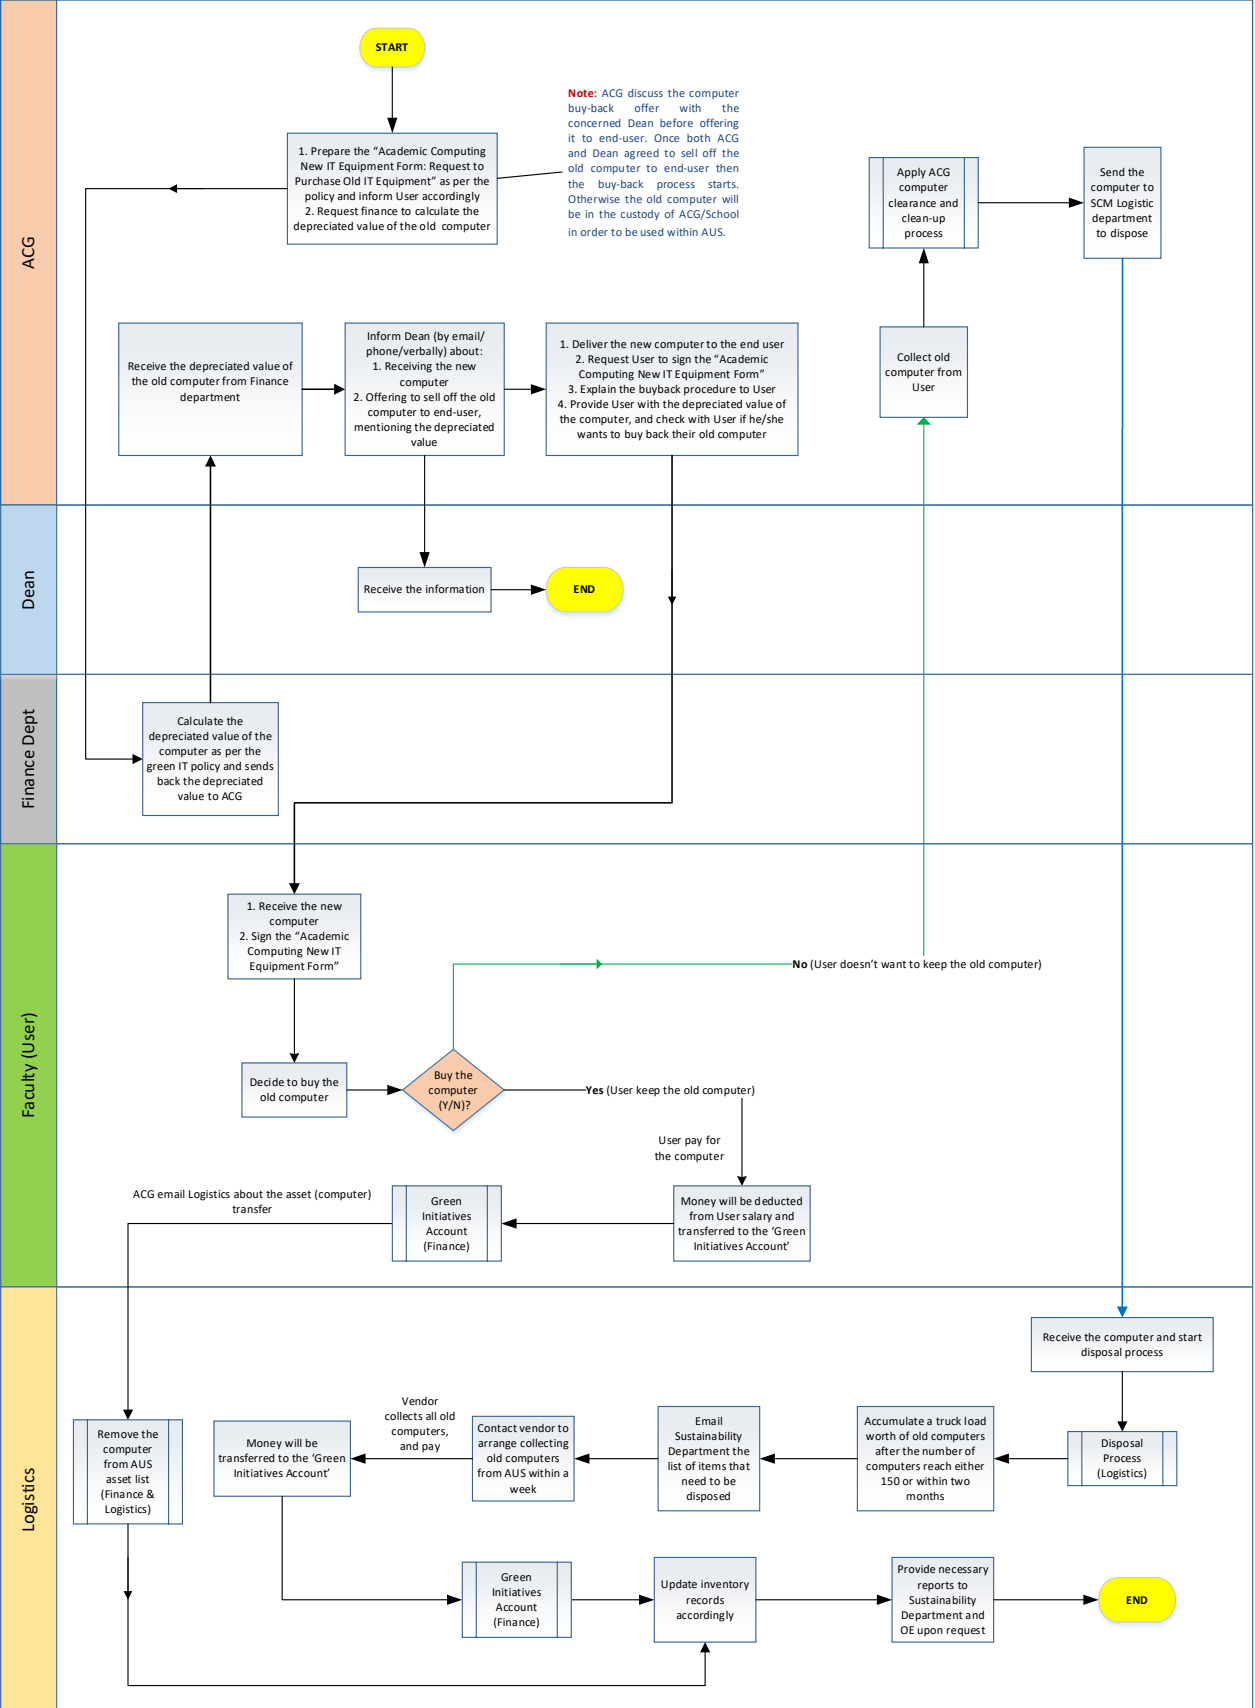 ACG
START
1. Prepare the “Academic Computing
New IT Equipment Form: Request to
Purchase Old IT Equipment” as per the
policy and inform User accordingly
2. Request finance to calculate the
depreciated value of the old  computer
Note: ACG discuss the computer
buy-back offer with the
concerned Dean before offering
it to end-user. Once both ACG
and Dean agreed to sell off the
old computer to end-user then
the buy-back process starts.
Otherwise the old computer will
be in the custody of ACG/School
in order to be used within AUS.
Apply ACG
computer
clearance and
clean-up
process
Send the
computer to
SCM Logistic
department
to dispose
Receive the depreciated value of
the old computer from Finance
department
Inform Dean (by email/
phone/verbally) about:
1. Receiving the new
computer
2. Offering to sell off the old
computer to end-user,
mentioning the depreciated
value
1. Deliver the new computer to the end user
2. Request User to sign the “Academic
Computing New IT Equipment Form”
3. Explain the buyback procedure to User
4. Provide User with the depreciated value of
the computer, and check with User if he/she
wants to buy back their old computer
Collect old
computer from
User
Dean
Receive the information
END
Finance Dept
Calculate the
depreciated value of the
computer as per the
green IT policy and sends
back the depreciated
value to ACG
Faculty (User)
1. Receive the new
computer
2. Sign the “Academic
Computing New IT
Equipment Form”
No (User doesn’t want to keep the old computer)
Decide to buy the
old computer
Buy the
computer
(Y/N)?
Yes (User keep the old computer)
User pay for
the computer
ACG email Logistics about the asset (computer)
transfer
Green
Initiatives
Account
(Finance)
Money will be deducted
from User salary and
transferred to the ‘Green
Initiatives Account’
Logistics
Receive the computer and start
disposal process
Remove the
computer
from AUS
asset list
(Finance &
Logistics)
Money will be
transferred to the ‘Green
Initiatives Account’
Vendor
collects all old
computers,
and pay
Contact vendor to
arrange collecting
old computers
from AUS within a
week
Email
Sustainability
Department the
list of items that
need to be
disposed
Accumulate a truck load
worth of old computers
after the number of
computers reach either
150 or within two
months
Disposal
Process
(Logistics)
Green
Initiatives
Account
(Finance)
Update inventory
records
accordingly
Provide necessary
reports to
Sustainability
Department and
OE upon request
END